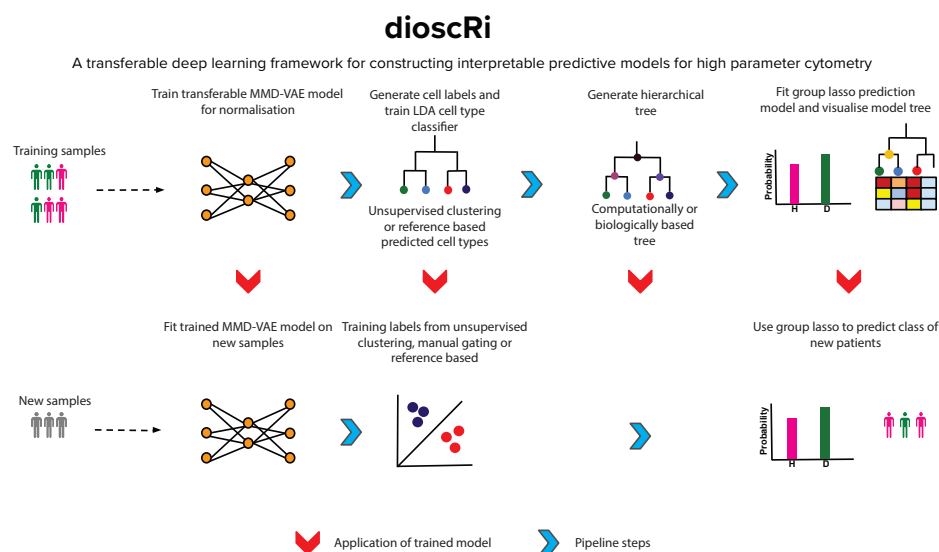 dioscRi
A transferable deep learning framework for constructing interpretable predictive models for high parameter cytometry
Training samples
Train transferable MMD-VAE model
for normalisation
Generate cell labels and
train LDA cell type
classifier
Unsupervised clustering
or reference based
predicted cell types
Generate hierarchical
tree
Computationally or
biologically based
tree
Fit group lasso prediction
model and visualise model tree
Probability
H D
New samples
Fit trained MMD-VAE model on
new samples
Training labels from unsupervised
clustering, manual gating or
reference based
Use group lasso to predict class of
new patients
Probability
H D
Application of trained model
Pipeline steps